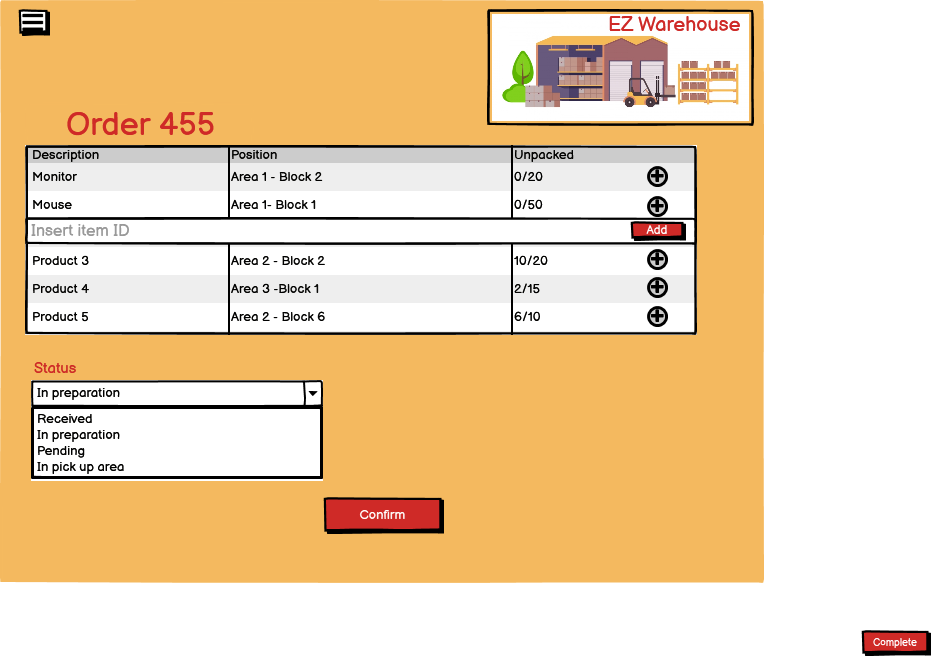 EZ Warehouse
Order 455
Description Position Unpacked
Monitor Area 1 - Block 2 0/20
Mouse Area 1- Block 1 0/50
Insert item ID Add
Product 3 Area 2 - Block 2 10/20
Product 4 Area 3 -Block 1 2/15
Product 5 Area 2 - Block 6 6/10
Status
In preparation
Received
In preparation
Pending
In pick up area
Confirm
Complete